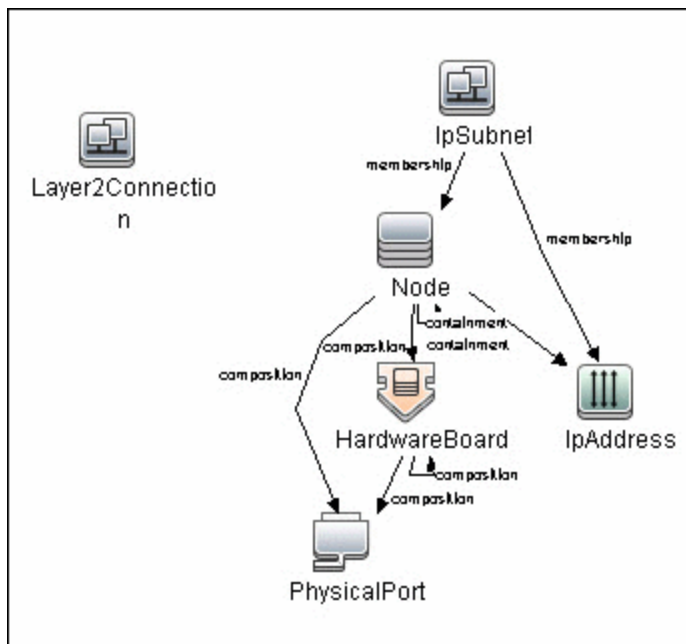 IpSubnet
Layer2Connectio
n
membership
membership
Node
containment
composition
containment
composition
HardwareBoard
IpAddress
composition
composition
PhysicalPort